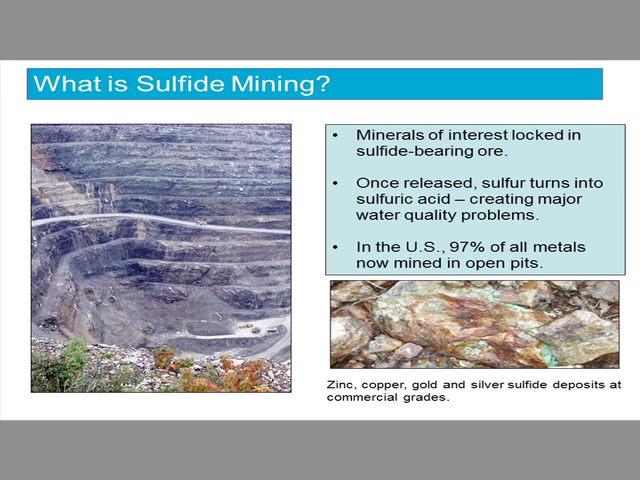 What is Sulfide Mining?
• Minerals of interest locked in
sulfide-bearing ore.
• Once released, sulfur turns into
sulfuric acid – creating major
water quality problems.
• In the U.S., 97% of all metals
now mined in open pits.
Zinc, copper, gold and silver sulfide deposits at
commercial grades.